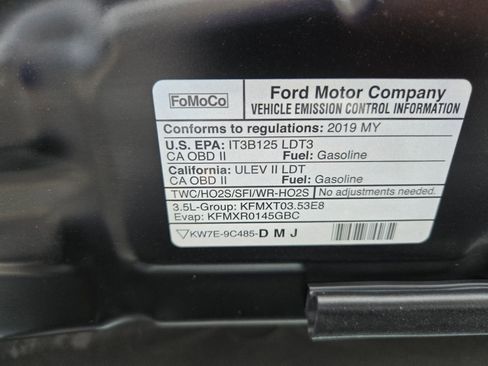 FoMoCo
Ford Motor Company
VEHICLE EMISSION CONTROL INFORMATION
Conforms to regulations: 2019 MY
U.S. EPA: IT3B125 LDT3
CA OBD II Fuel: Gasoline
California: ULEV II LDT
CA OBD II Fuel: Gasoline
TWC/HO2S/SFI/WR-HO2S No adjustments needed.
3.5L-Group: KFMXT03.53E8
Evap: KFMXR0145GBC
KW7E-9C485-DMJ